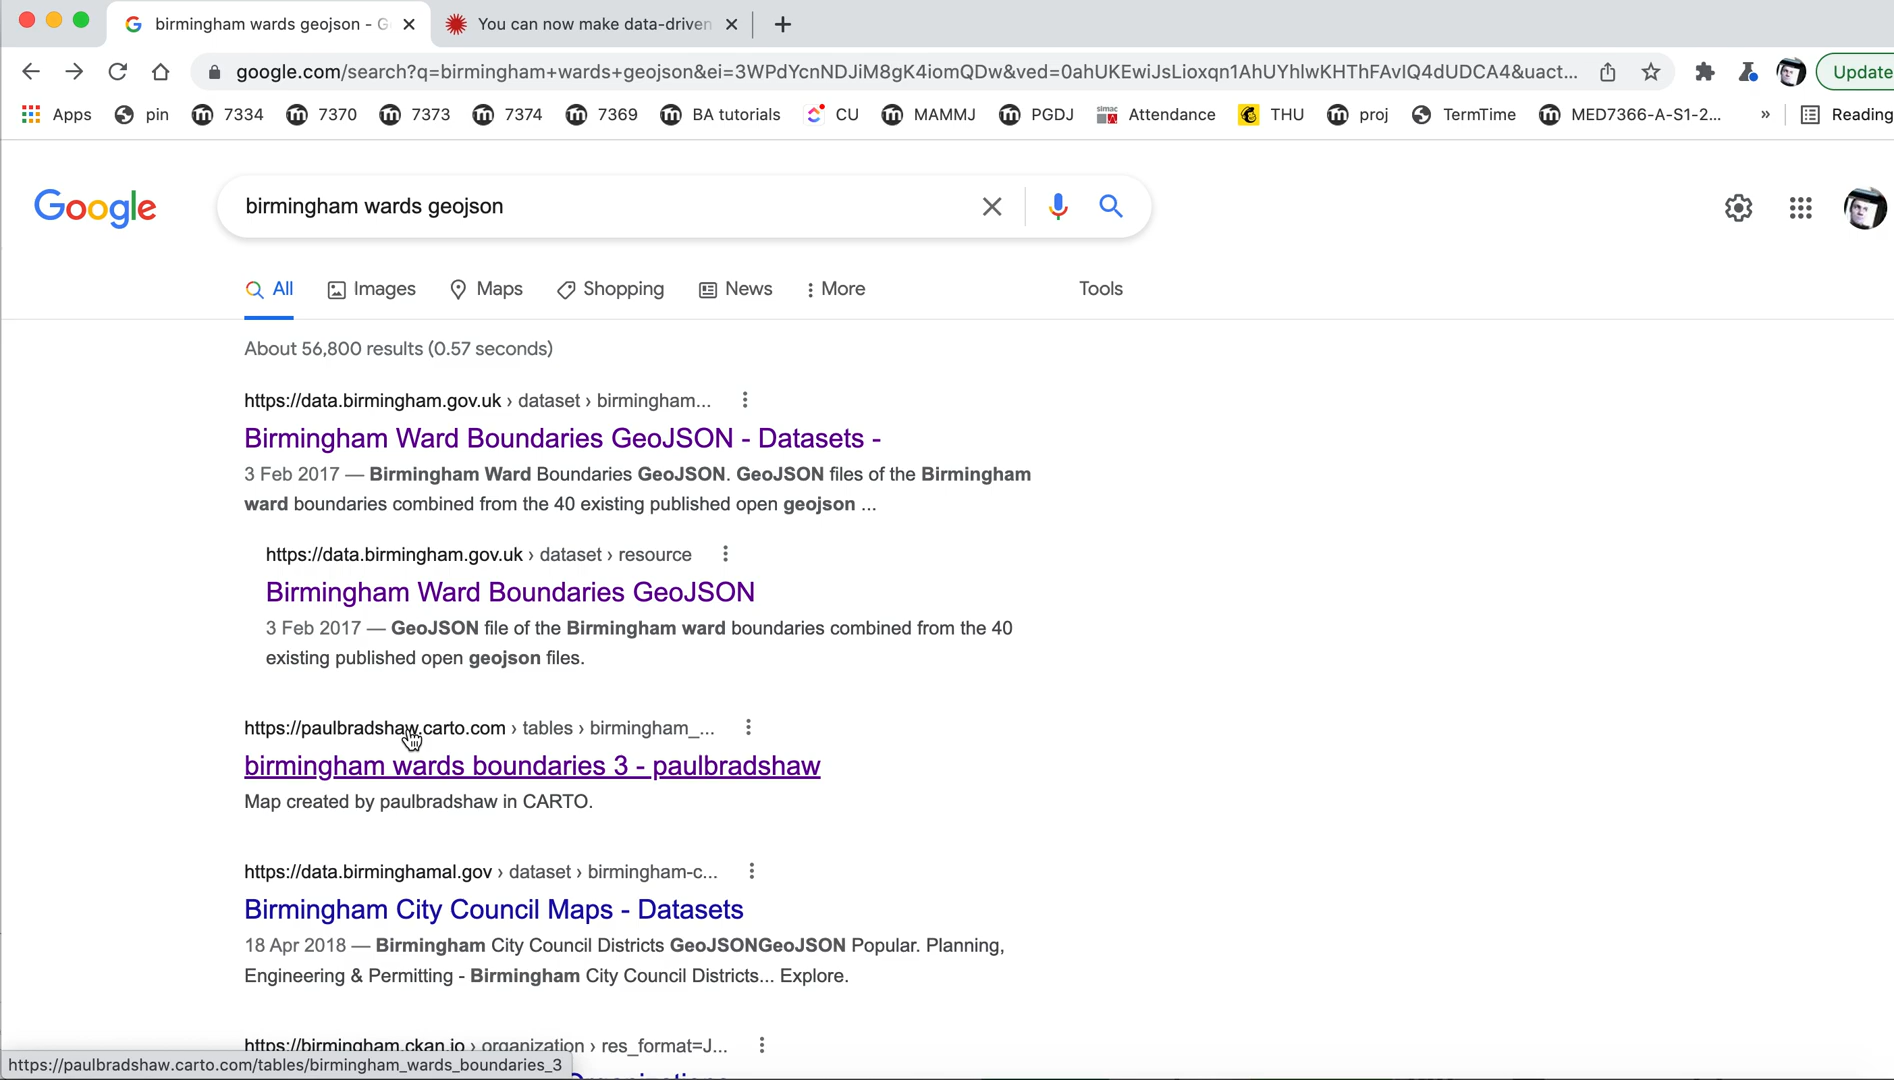 birmingham wards geojson - G
You can now make data-driven
google.com/search?q=birmingham+wards+geojson&ei=3WPdYcnNDJiM8gK4iomQDw&ved=0ahUKEwiJsLioxqn1AhUYhlwKHThFAvIQ4dUDCA4&uact...
Update
Apps pin 7334 7370 7373 7374 7369 BA tutorials CU MAMMJ PGDJ simac Attendance THU proj TermTime MED7366-A-S1-2... » Reading
Google
birmingham wards geojson
All Images Maps Shopping News More Tools
About 56,800 results (0.57 seconds)
https://data.birmingham.gov.uk › dataset › birmingham...
Birmingham Ward Boundaries GeoJSON - Datasets -
3 Feb 2017 — Birmingham Ward Boundaries GeoJSON. GeoJSON files of the Birmingham
ward boundaries combined from the 40 existing published open geojson ...
https://data.birmingham.gov.uk › dataset › resource
Birmingham Ward Boundaries GeoJSON
3 Feb 2017 — GeoJSON file of the Birmingham ward boundaries combined from the 40
existing published open geojson files.
https://paulbradshaw.carto.com › tables › birmingham_...
birmingham wards boundaries 3 - paulbradshaw
Map created by paulbradshaw in CARTO.
https://data.birminghamal.gov › dataset › birmingham-c...
Birmingham City Council Maps - Datasets
18 Apr 2018 — Birmingham City Council Districts GeoJSONGeoJSON Popular. Planning,
Engineering & Permitting - Birmingham City Council Districts... Explore.
https://birmingham.ckan.io › organization › res_format=J...
https://paulbradshaw.carto.com/tables/birmingham_wards_boundaries_3